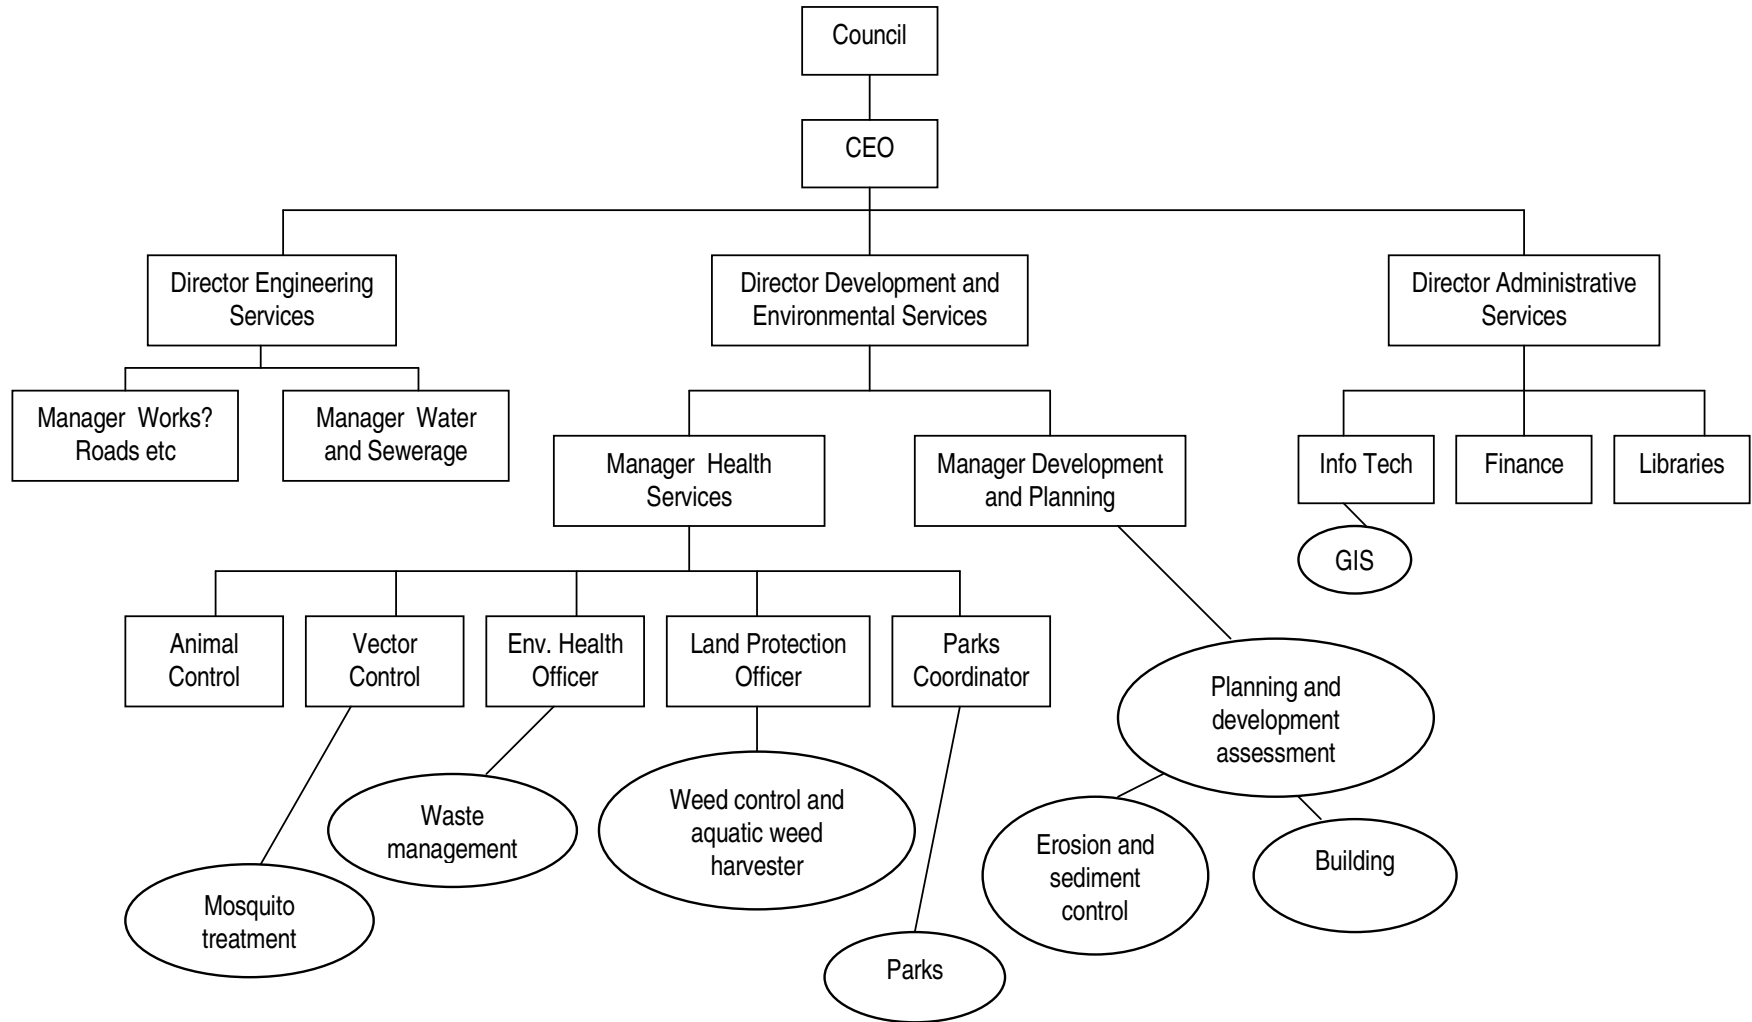 Council
CEO
Director Engineering
Services
Director Development and
Environmental Services
Director Administrative
Services
Manager Works?
Roads etc
Manager Water
and Sewerage
Manager Health
Services
Manager Development
and Planning
Info Tech
Finance
Libraries
GIS
Animal
Control
Vector
Control
Env. Health
Officer
Land Protection
Officer
Parks
Coordinator
Planning and
development
assessment
Waste
management
Weed control and
aquatic weed
harvester
Erosion and
sediment
control
Building
Mosquito
treatment
Parks